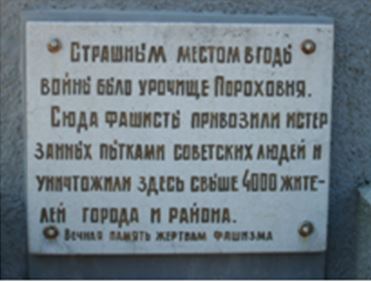 Страшным местом в годы
войны было урочище Пороховня.
Сюда фашисты привозили истер
занных пытками советских людей и
уничтожили здесь свыше 4000 жите-
лей города и района.
Вечная память жертвам фашизма